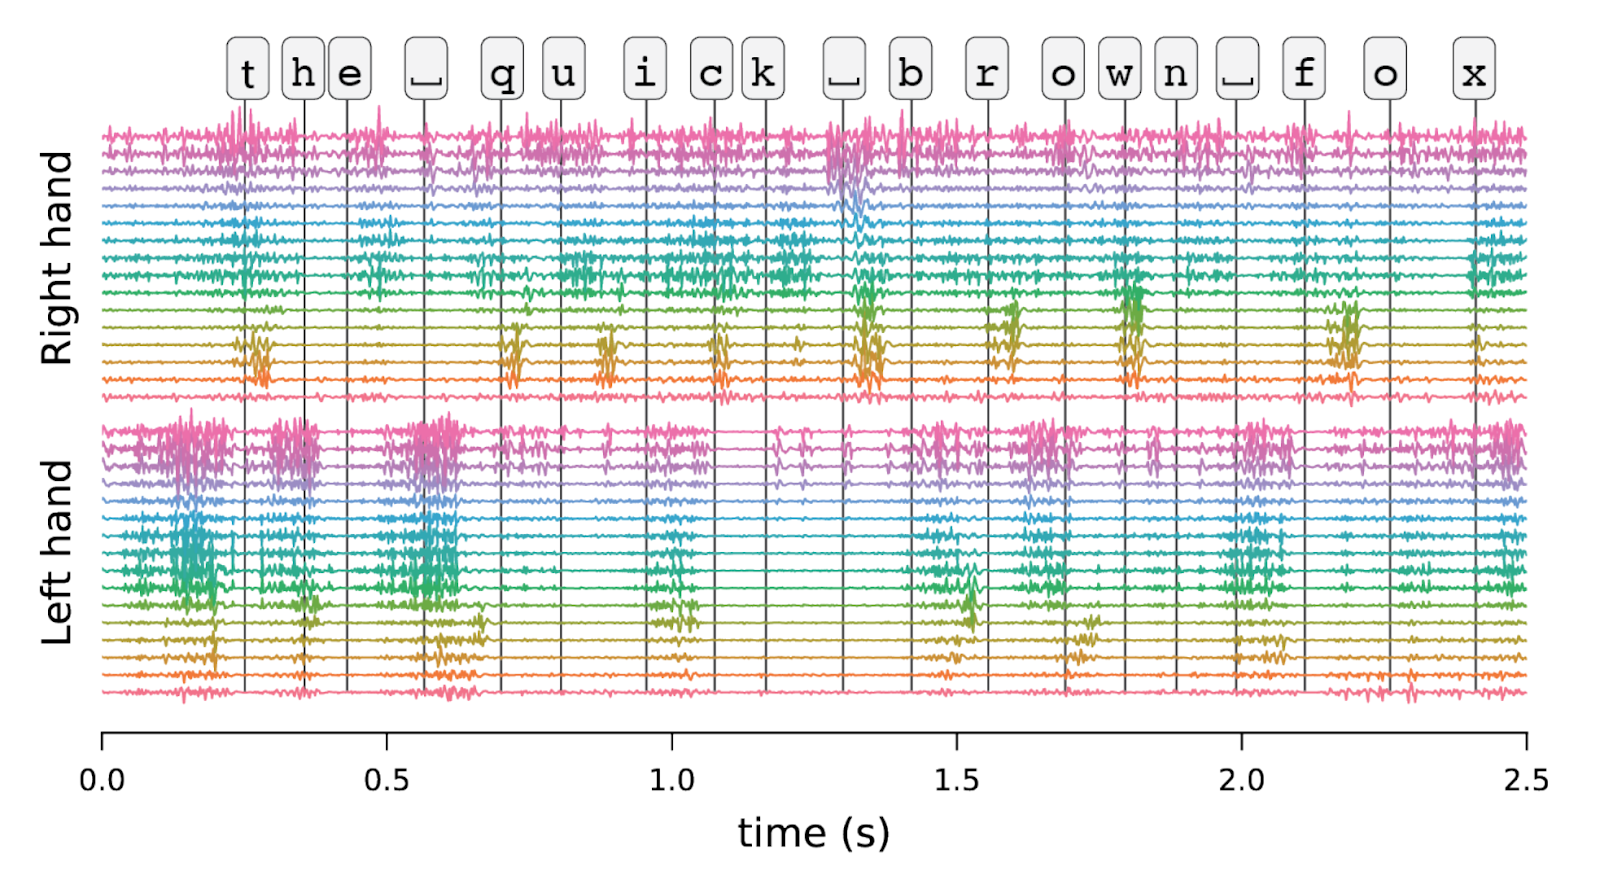 t h e ⎵ q u i c k ⎵ b r o w n ⎵ f o x
Right hand
Left hand
0.0 0.5 1.0 1.5 2.0 2.5
time (s)